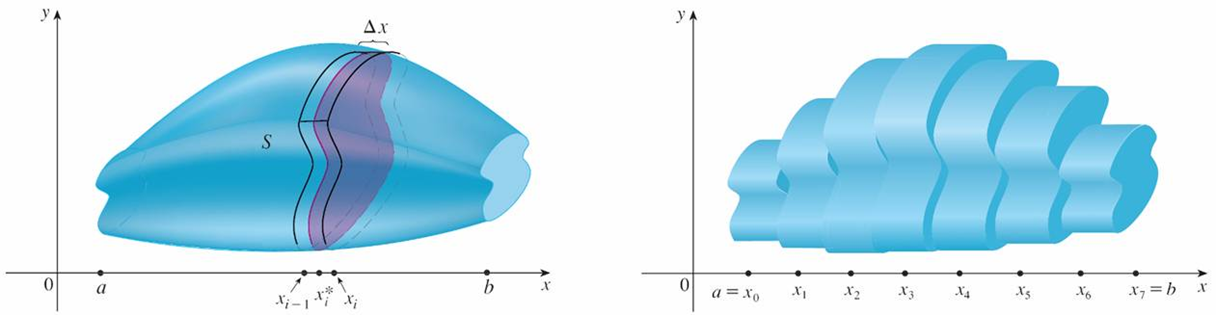 y
Δx
S
0
a
x_{i-1}
x_i^*
x_i
b
x
y
0
a = x_0
x_1
x_2
x_3
x_4
x_5
x_6
x_7 = b
x